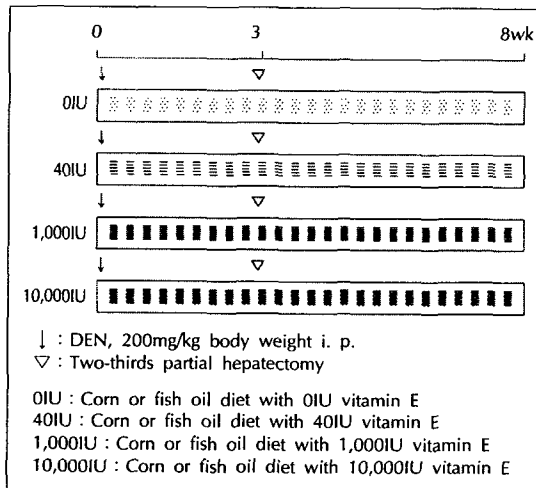 0 3 8wk
↓ ▽
0IU
↓ ▽
40IU
↓ ▽
1,000IU
↓ ▽
10,000IU
↓ : DEN, 200mg/kg body weight i. p.
▽ : Two-thirds partial hepatectomy
0IU : Corn or fish oil diet with 0IU vitamin E
40IU : Corn or fish oil diet with 40IU vitamin E
1,000IU : Corn or fish oil diet with 1,000IU vitamin E
10,000IU : Corn or fish oil diet with 10,000IU vitamin E